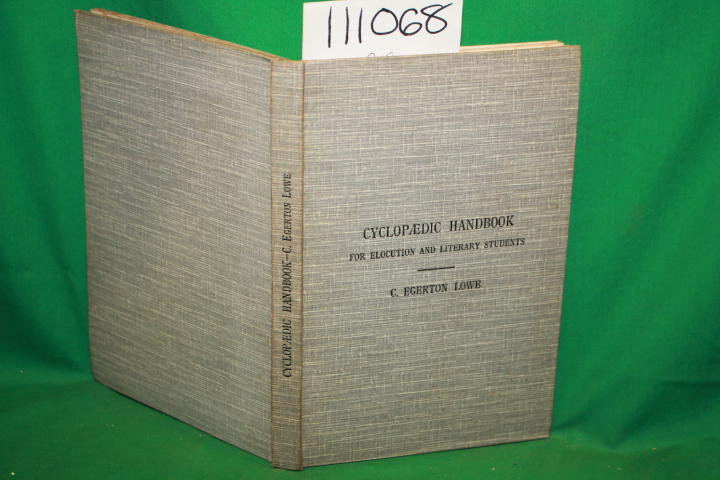 111068
CYCLOPÆDIC HANDBOOK
FOR ELOCUTION AND LITERARY STUDENTS
C. EGERTON LOWE
CYCLOPÆDIC HANDBOOK—C. EGERTON LOWE